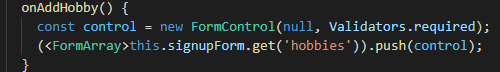 onAddHobby() {
const control = new FormControl(null, Validators.required);
(<FormArray>this.signupForm.get('hobbies')).push(control);
}